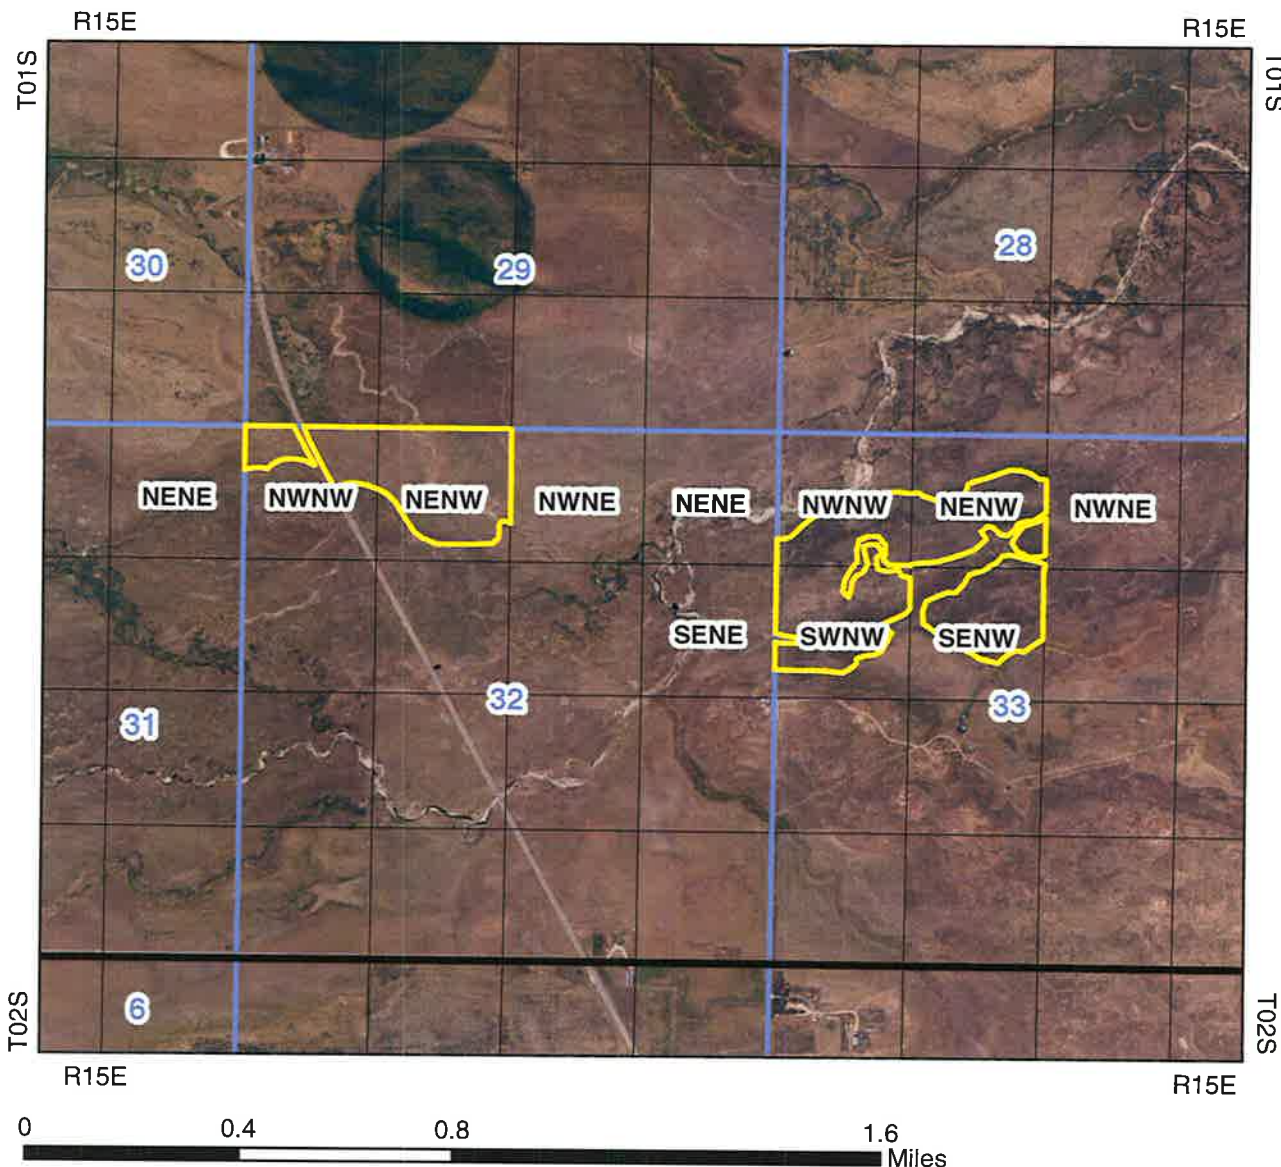 R15E
R15E
T01S
T01S
30
29
28
NENE
NWNW
NENW
NWNE
NENE
NWNW
NENW
NWNE
SENE
SWNW
SENW
31
32
33
6
T02S
T02S
R15E
R15E
0
0.4
0.8
1.6
Miles